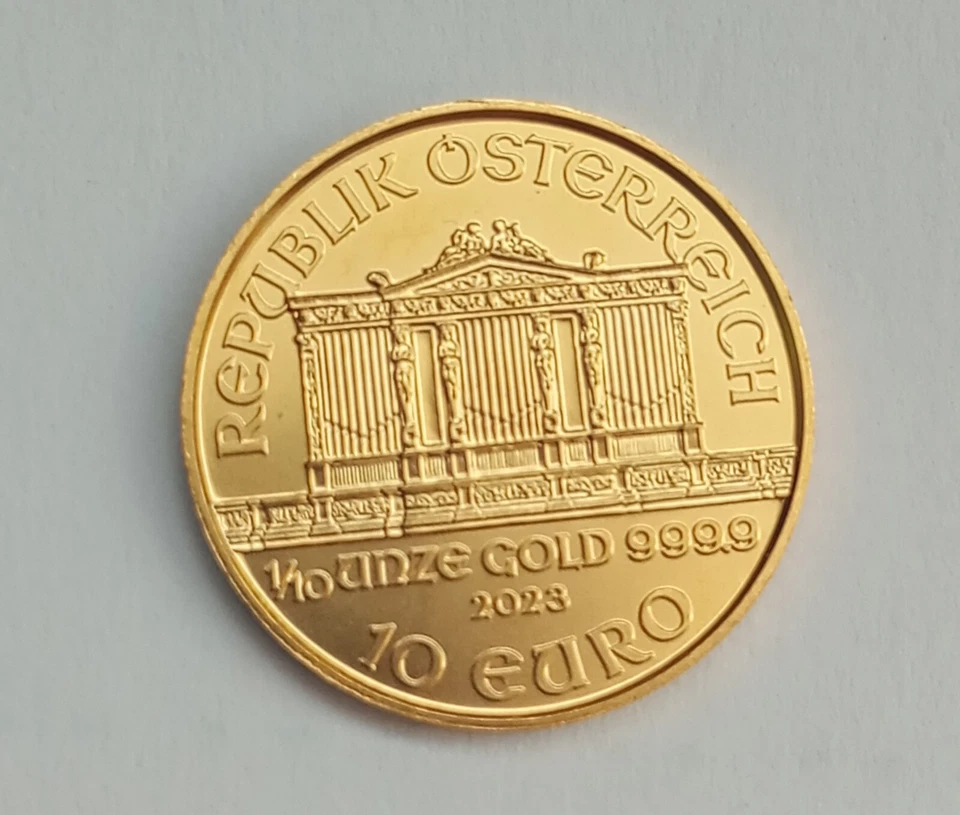 REPUBLIK ÖSTERREICH
1/10 UNZE GOLD 999.9
2023
10 EURO